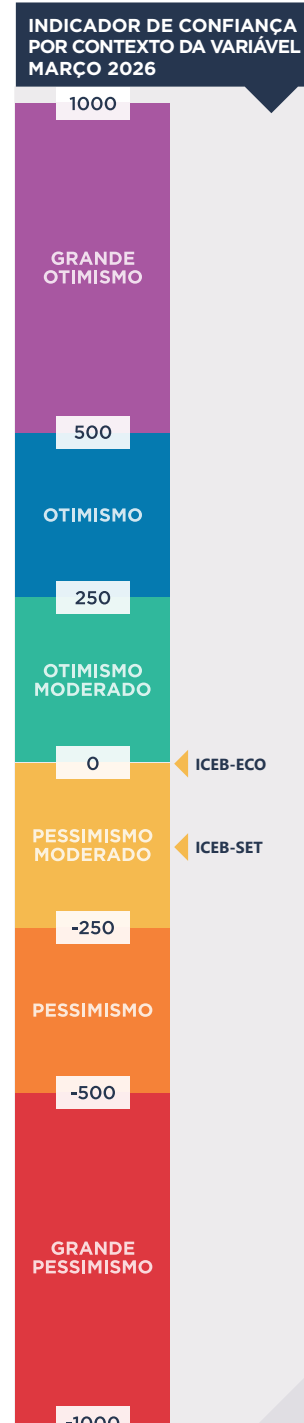 INDICADOR DE CONFIANÇA
POR CONTEXTO DA VARIÁVEL
MARÇO 2026
1000
GRANDE
OTIMISMO
500
OTIMISMO
250
OTIMISMO
MODERADO
0
ICEB-ECO
PESSIMISMO
MODERADO
ICEB-SET
-250
PESSIMISMO
-500
GRANDE
PESSIMISMO
-1000